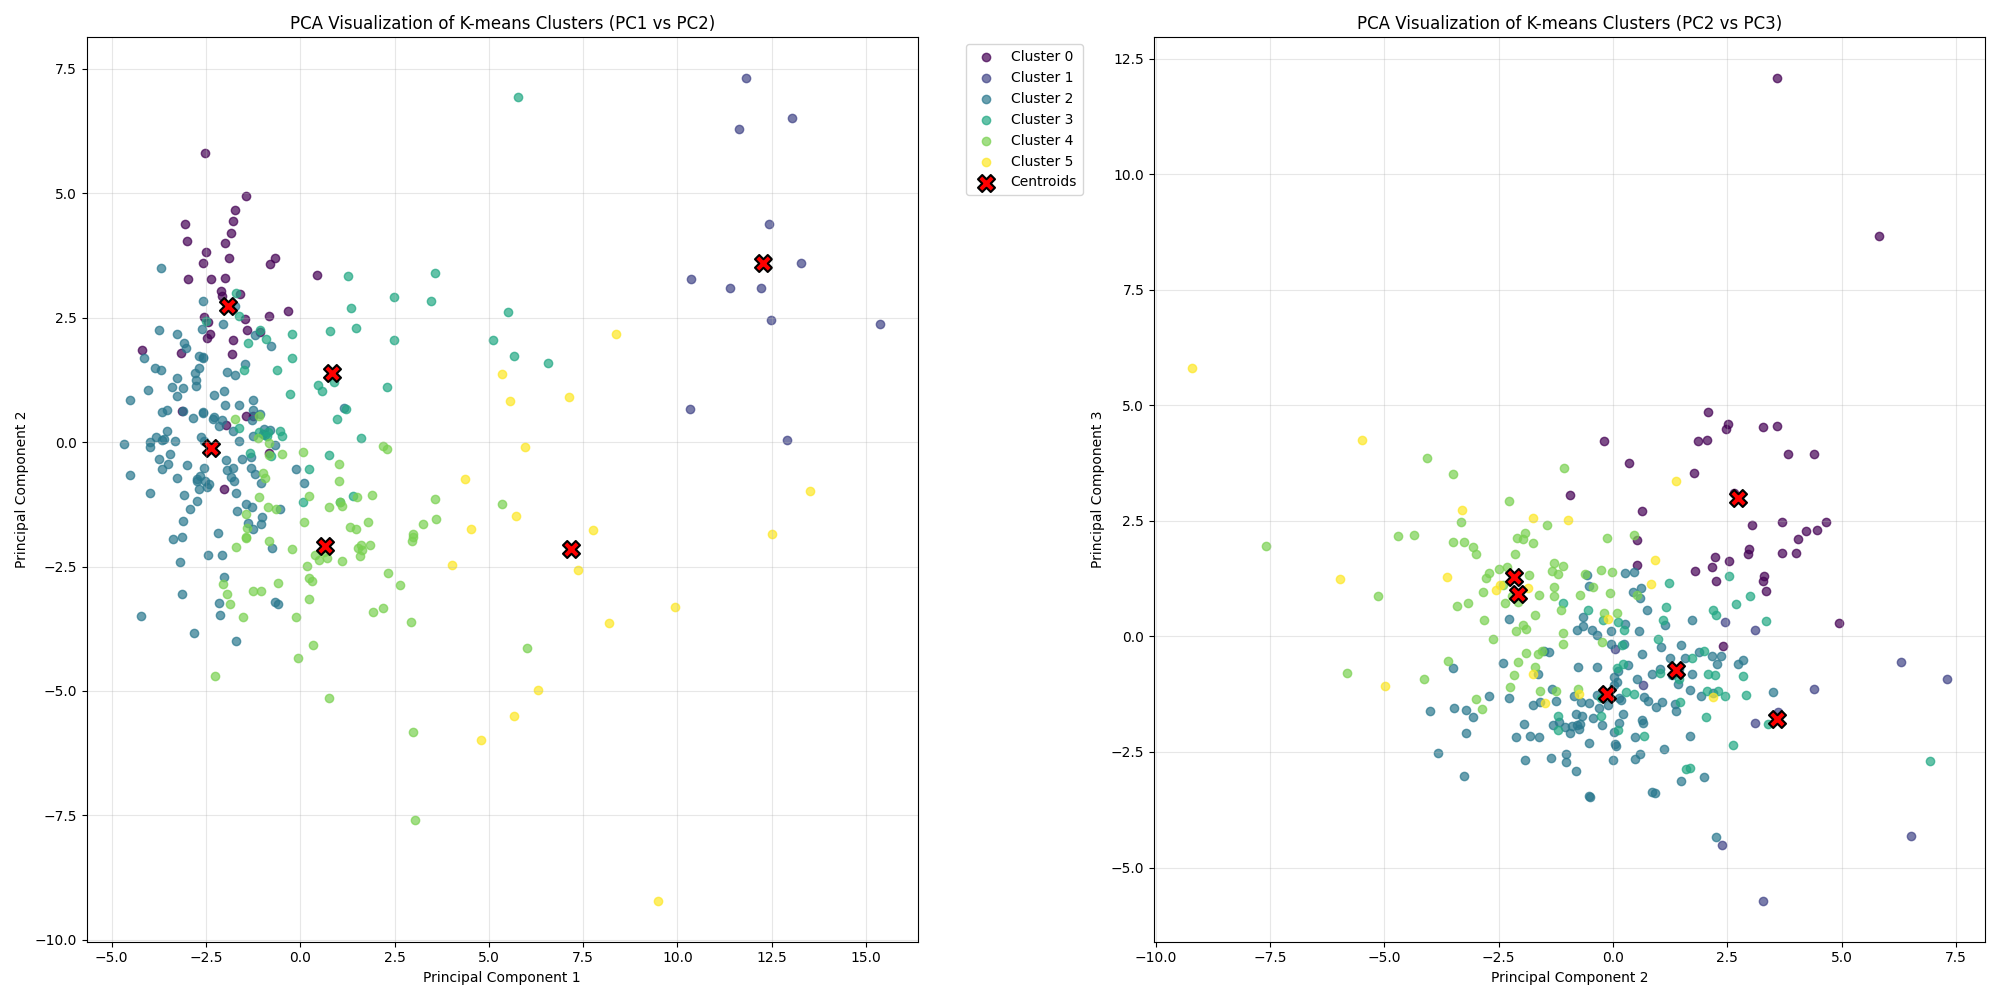 PCA Visualization of K-means Clusters (PC1 vs PC2)
7.5
5.0
2.5
0.0
−2.5
−5.0
−7.5
−10.0
Principal Component 2
−5.0 −2.5 0.0 2.5 5.0 7.5 10.0 12.5 15.0
Principal Component 1
Cluster 0
Cluster 1
Cluster 2
Cluster 3
Cluster 4
Cluster 5
Centroids
PCA Visualization of K-means Clusters (PC2 vs PC3)
12.5
10.0
7.5
5.0
2.5
0.0
−2.5
−5.0
Principal Component 3
−10.0 −7.5 −5.0 −2.5 0.0 2.5 5.0 7.5
Principal Component 2